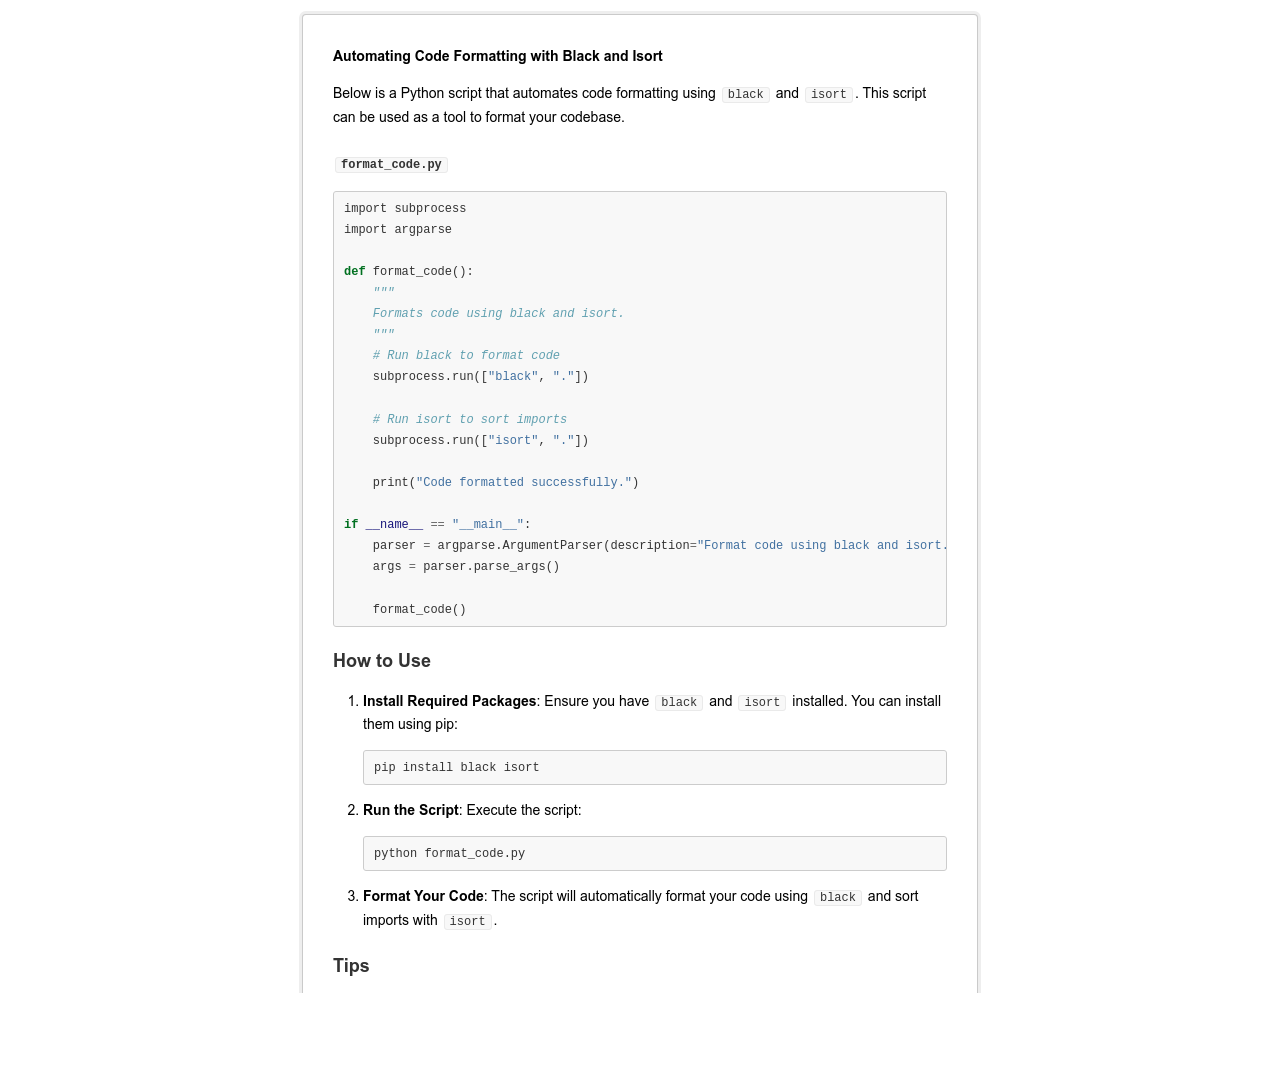 Automating Code Formatting with Black and Isort
Below is a Python script that automates code formatting using black and isort. This script
can be used as a tool to format your codebase.
format_code.py
import subprocess
import argparse
def format_code():
    """
    Formats code using black and isort.
    """
    # Run black to format code
    subprocess.run(["black", "."])
    # Run isort to sort imports
    subprocess.run(["isort", "."])
    print("Code formatted successfully.")
if __name__ == "__main__":
    parser = argparse.ArgumentParser(description="Format code using black and isort.
    args = parser.parse_args()
    format_code()
How to Use
1. Install Required Packages: Ensure you have black and isort installed. You can install
them using pip:
pip install black isort
2. Run the Script: Execute the script:
python format_code.py
3. Format Your Code: The script will automatically format your code using black and sort
imports with isort.
Tips